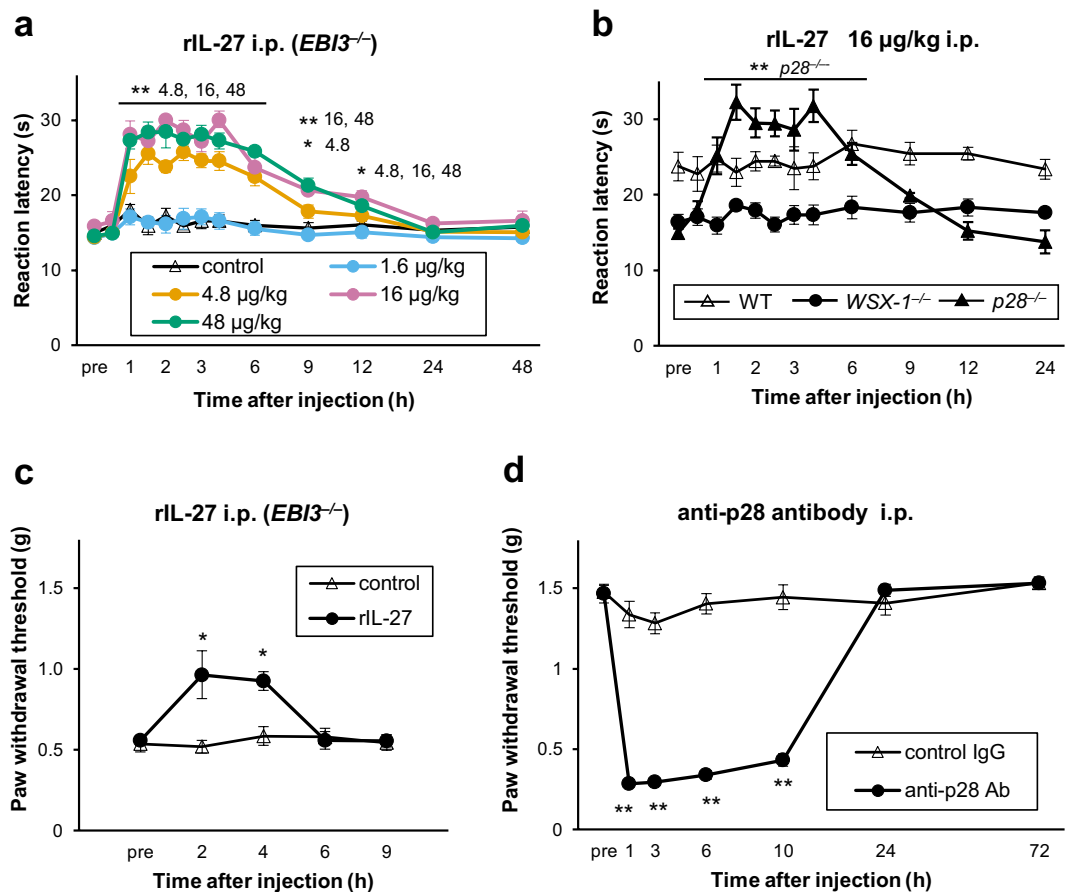 a
rIL-27 i.p. (EBI3–/–)
** 4.8, 16, 48
** 16, 48
* 4.8
* 4.8, 16, 48
Reaction latency (s)
30
20
10
0
control
1.6 µg/kg
4.8 µg/kg
16 µg/kg
48 µg/kg
pre 1 2 3 6 9 12 24 48
Time after injection (h)
b
rIL-27 16 µg/kg i.p.
** p28–/–
Reaction latency (s)
30
20
10
0
WT WSX-1–/– p28–/–
pre 1 2 3 6 9 12 24
Time after injection (h)
c
rIL-27 i.p. (EBI3–/–)
Paw withdrawal threshold (g)
1.5
1.0
0.5
0
control
rIL-27
* *
pre 2 4 6 9
Time after injection (h)
d
anti-p28 antibody i.p.
Paw withdrawal threshold (g)
1.5
1.0
0.5
0
control IgG
anti-p28 Ab
** ** ** **
pre 1 3 6 10 24 72
Time after injection (h)